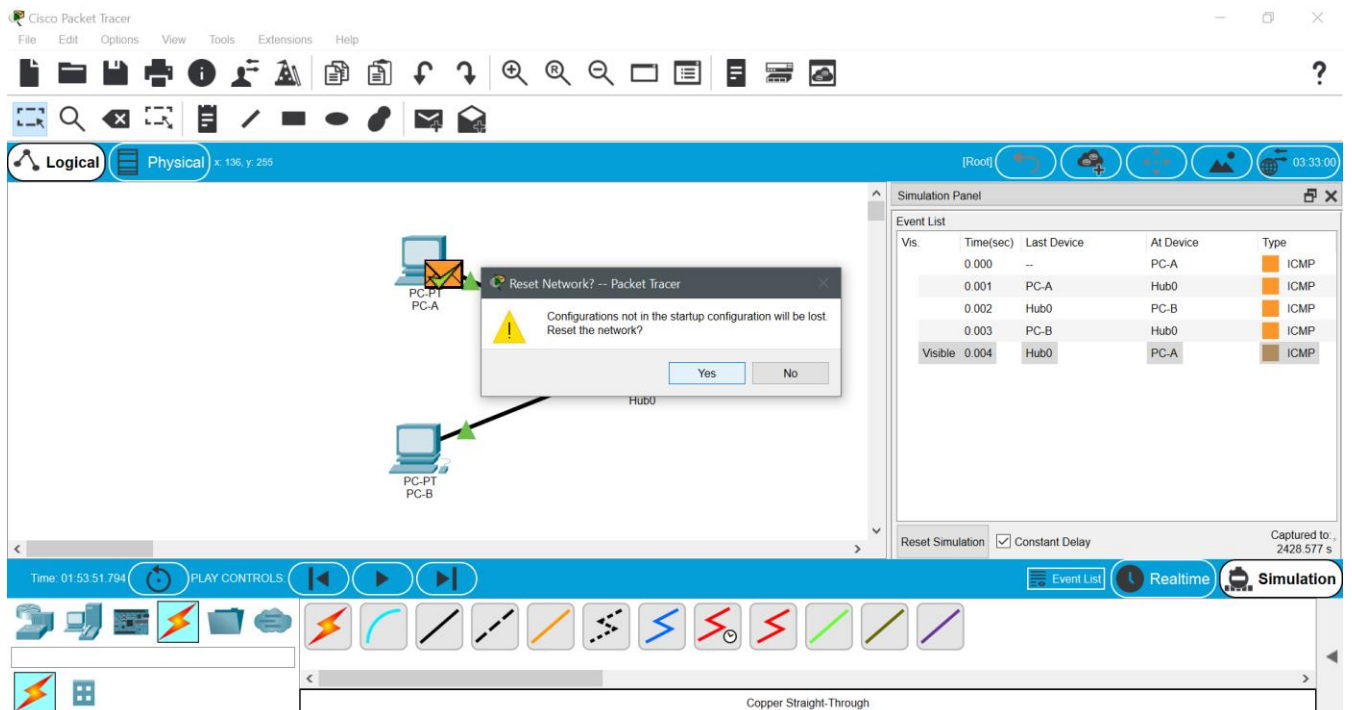 Cisco Packet Tracer
File Edit Options View Tools Extensions Help
?
Logical Physical x: 136, y: 255 [Root] 03:33:00
Simulation Panel
Event List
Vis. Time(sec) Last Device At Device Type
0.000 -- PC-A ICMP
0.001 PC-A Hub0 ICMP
0.002 Hub0 PC-B ICMP
0.003 PC-B Hub0 ICMP
Visible 0.004 Hub0 PC-A ICMP
PC-PT
PC-A
Reset Network? -- Packet Tracer
Configurations not in the startup configuration will be lost.
Reset the network?
Yes No
Hub0
PC-PT
PC-B
Reset Simulation Constant Delay
Captured to:
2428.577 s
Time: 01:53:51.794 PLAY CONTROLS: Event List Realtime Simulation
Copper Straight-Through